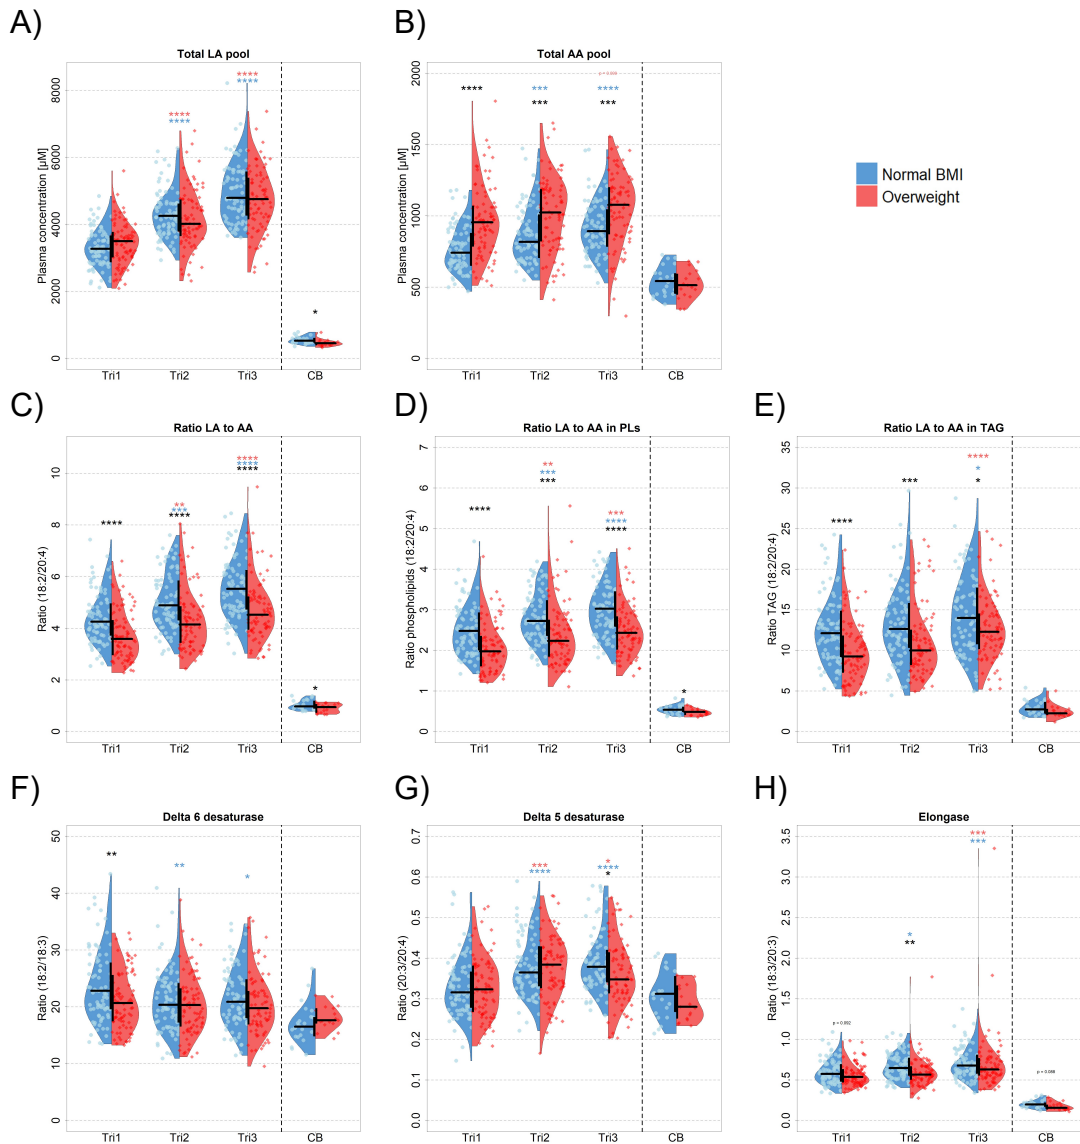 A)
Total LA pool
Plasma concentration [µM]
8000
6000
4000
2000
0
****
****
****
****
*
Tri1 Tri2 Tri3 CB
B)
Total AA pool
Plasma concentration [µM]
2000
1500
1000
500
0
****
***
***
****
***
Tri1 Tri2 Tri3 CB
Normal BMI
Overweight
C)
Ratio LA to AA
Ratio (18:2/20:4)
10
8
6
4
2
0
****
**
***
****
****
****
****
*
Tri1 Tri2 Tri3 CB
D)
Ratio LA to AA in PLs
Ratio phospholipids (18:2/20:4)
7
6
5
4
3
2
1
0
****
**
***
***
***
****
****
*
Tri1 Tri2 Tri3 CB
E)
Ratio LA to AA in TAG
Ratio TAG (18:2/20:4)
35
30
25
20
15
10
5
0
****
***
****
*
*
Tri1 Tri2 Tri3 CB
F)
Delta 6 desaturase
Ratio (18:2/18:3)
50
40
30
20
10
0
**
**
*
Tri1 Tri2 Tri3 CB
G)
Delta 5 desaturase
Ratio (20:3/20:4)
0.7
0.6
0.5
0.4
0.3
0.2
0.1
0.0
***
****
*
****
*
Tri1 Tri2 Tri3 CB
H)
Elongase
Ratio (18:3/20:3)
3.5
3.0
2.5
2.0
1.5
1.0
0.5
0.0
p = 0.092
*
**
***
***
Tri1 Tri2 Tri3 CB